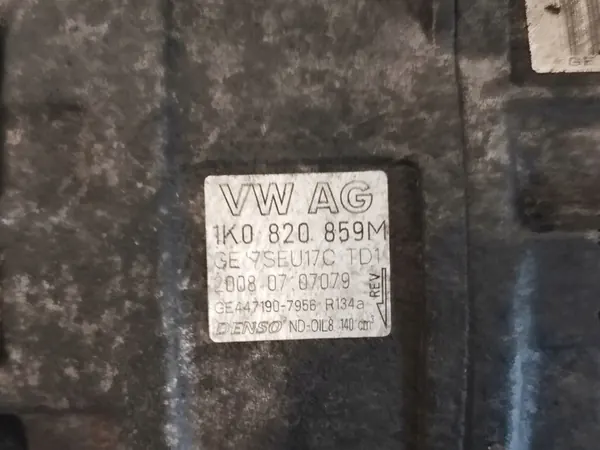 GE
VW AG
1K0 820 859M
GE 7SEU17C TD1
2008 07 07079
GE447190-7956 R134a
DENSO ND-OIL8 140 cm³
REV